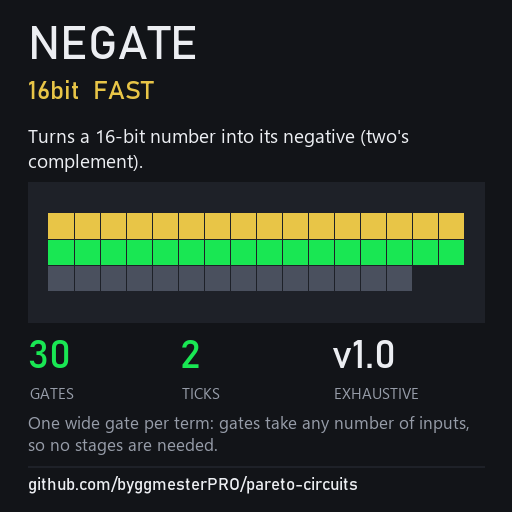 NEGATE
16bit FAST
Turns a 16-bit number into its negative (two's
complement).
30
2
v1.0
GATES
TICKS
EXHAUSTIVE
One wide gate per term: gates take any number of inputs,
so no stages are needed.
github.com/byggmesterPRO/pareto-circuits